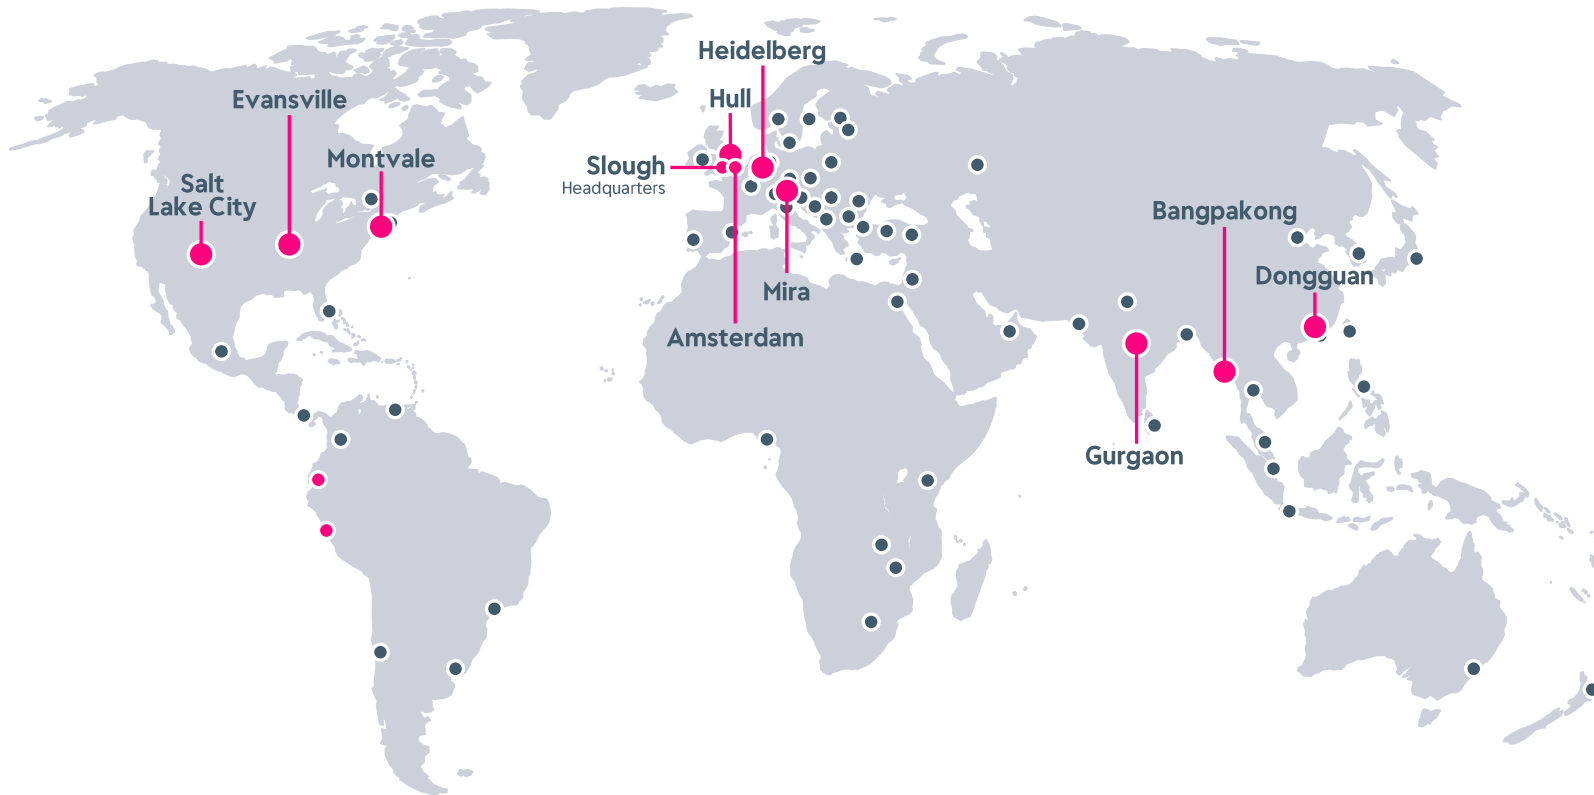 Heidelberg
Hull
Evansville
Montvale
Slough
Headquarters
Salt
Lake City
Bangpakong
Dongguan
Mira
Amsterdam
Gurgaon